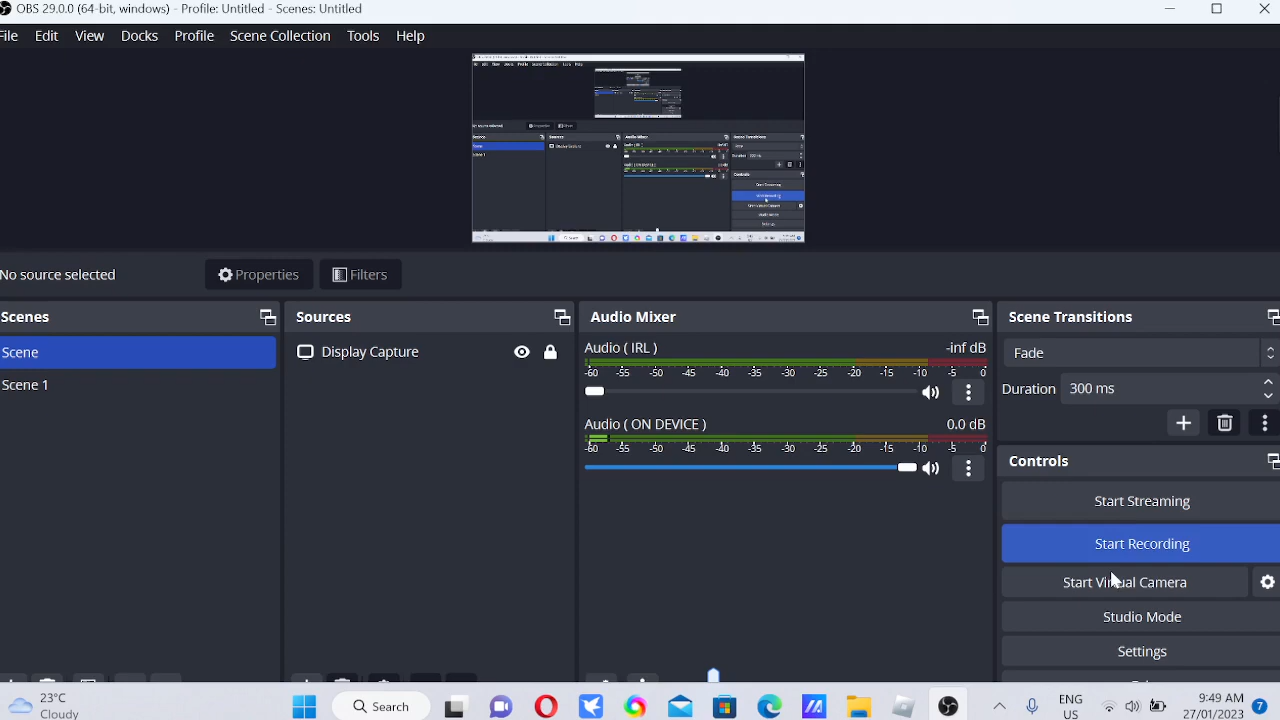 OBS 29.0.0 (64-bit, windows) - Profile: Untitled - Scenes: Untitled
File Edit View Docks Profile Scene Collection Tools Help
No source selected Properties Filters
Scenes
Scene
Scene 1
Sources
Display Capture
Audio Mixer
Audio ( IRL ) -inf dB
-60 -55 -50 -45 -40 -35 -30 -25 -20 -15 -10 -5 0
Audio ( ON DEVICE ) 0.0 dB
-60 -55 -50 -45 -40 -35 -30 -25 -20 -15 -10 -5 0
Scene Transitions
Fade
Duration 300 ms
Controls
Start Streaming
Start Recording
Start Virtual Camera
Studio Mode
Settings
23°C
Cloudy
Search
ENG
US
9:49 AM
27/01/2023
7